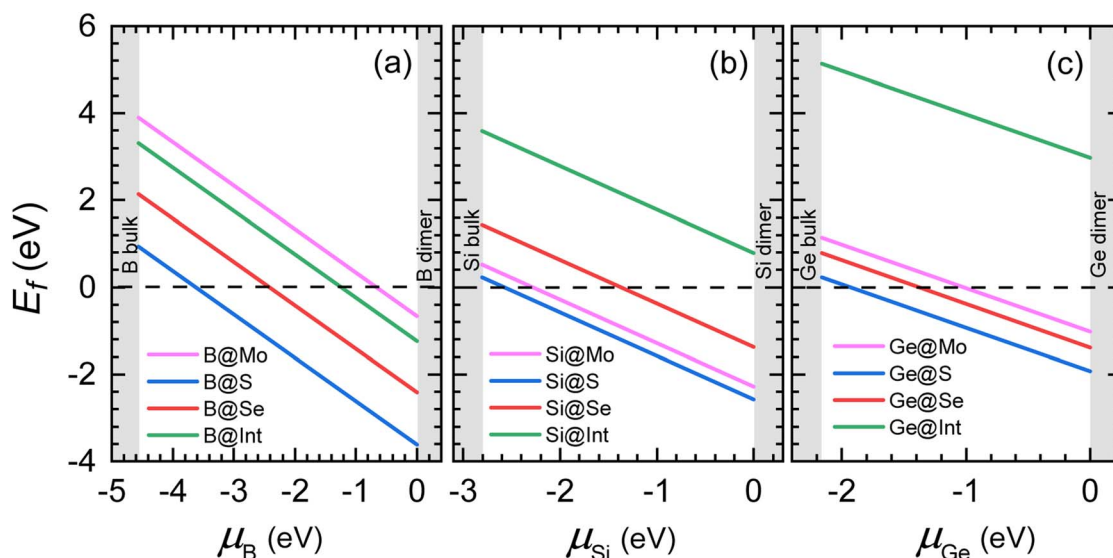 (a)
(b)
(c)
6
4
2
0
-2
-4
E_f (eV)
B bulk
B dimer
Si bulk
Si dimer
Ge bulk
Ge dimer
B@Mo
B@S
B@Se
B@Int
Si@Mo
Si@S
Si@Se
Si@Int
Ge@Mo
Ge@S
Ge@Se
Ge@Int
-5 -4 -3 -2 -1 0
-3 -2 -1 0
-2 -1 0
μ_B (eV)
μ_Si (eV)
μ_Ge (eV)